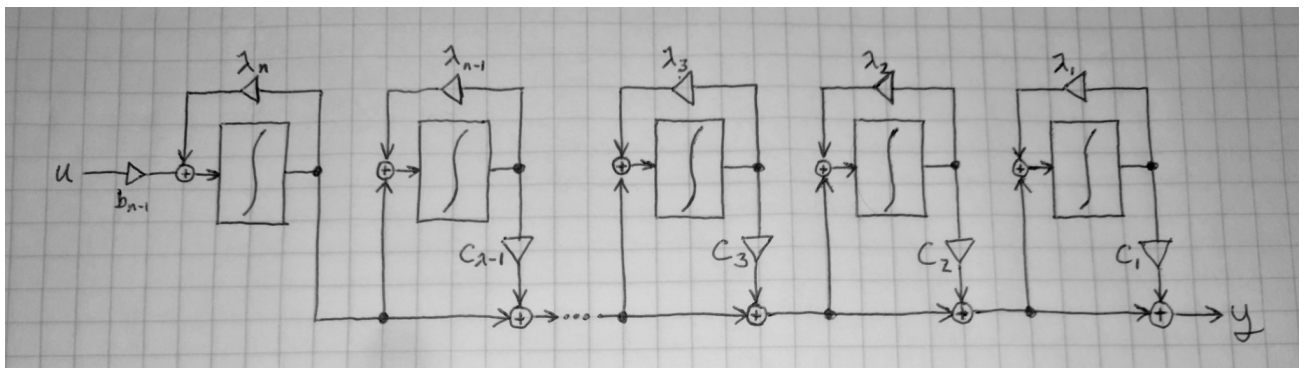 λn λn-1 λ3 λ2 λ1
u bn-1 + ∫ + ∫ + ∫ + ∫ + ∫
Cλ-1 C3 C2 C1
+ ... + + + y